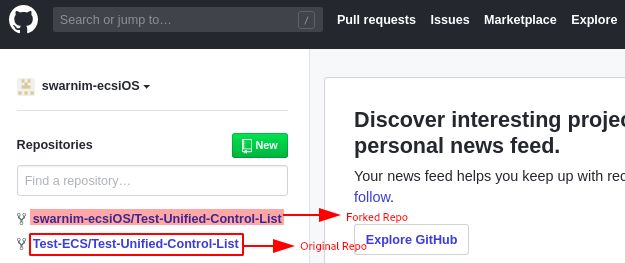 Search or jump to...
/
Pull requests Issues Marketplace Explore
swarnim-ecsiOS
Repositories
New
Find a repository...
swarnim-ecsiOS/Test-Unified-Control-List
Forked Repo
Test-ECS/Test-Unified-Control-List
Original Repo
Discover interesting projec
personal news feed.
Your news feed helps you keep up with rec
follow.
Explore GitHub